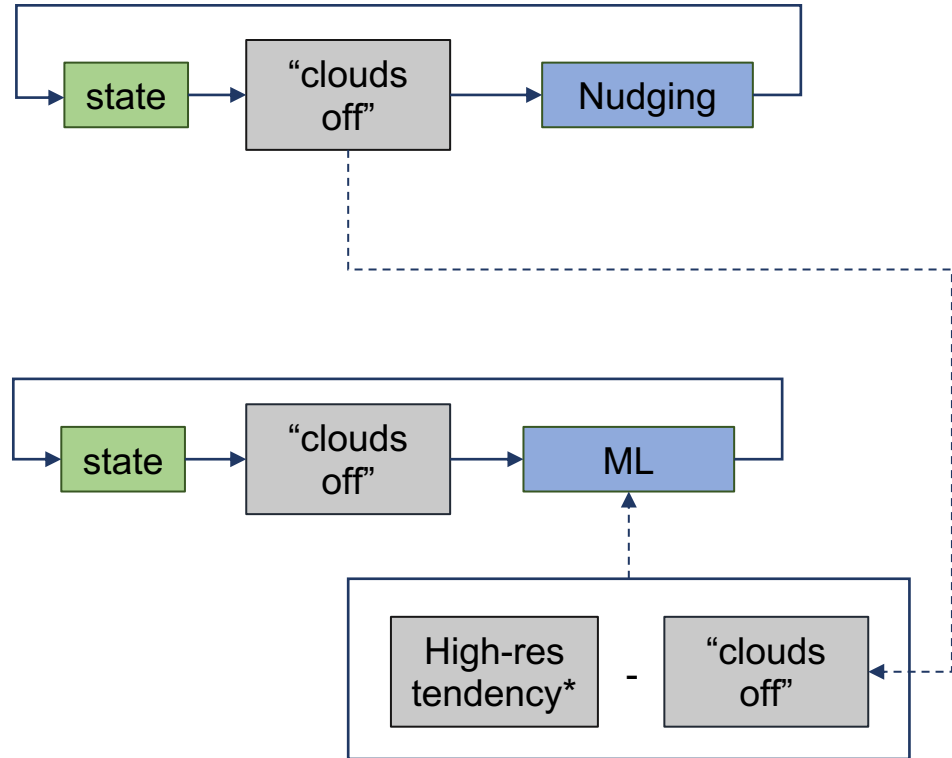 state
“clouds
off”
Nudging
state
“clouds
off”
ML
High-res
tendency*
-
“clouds
off”